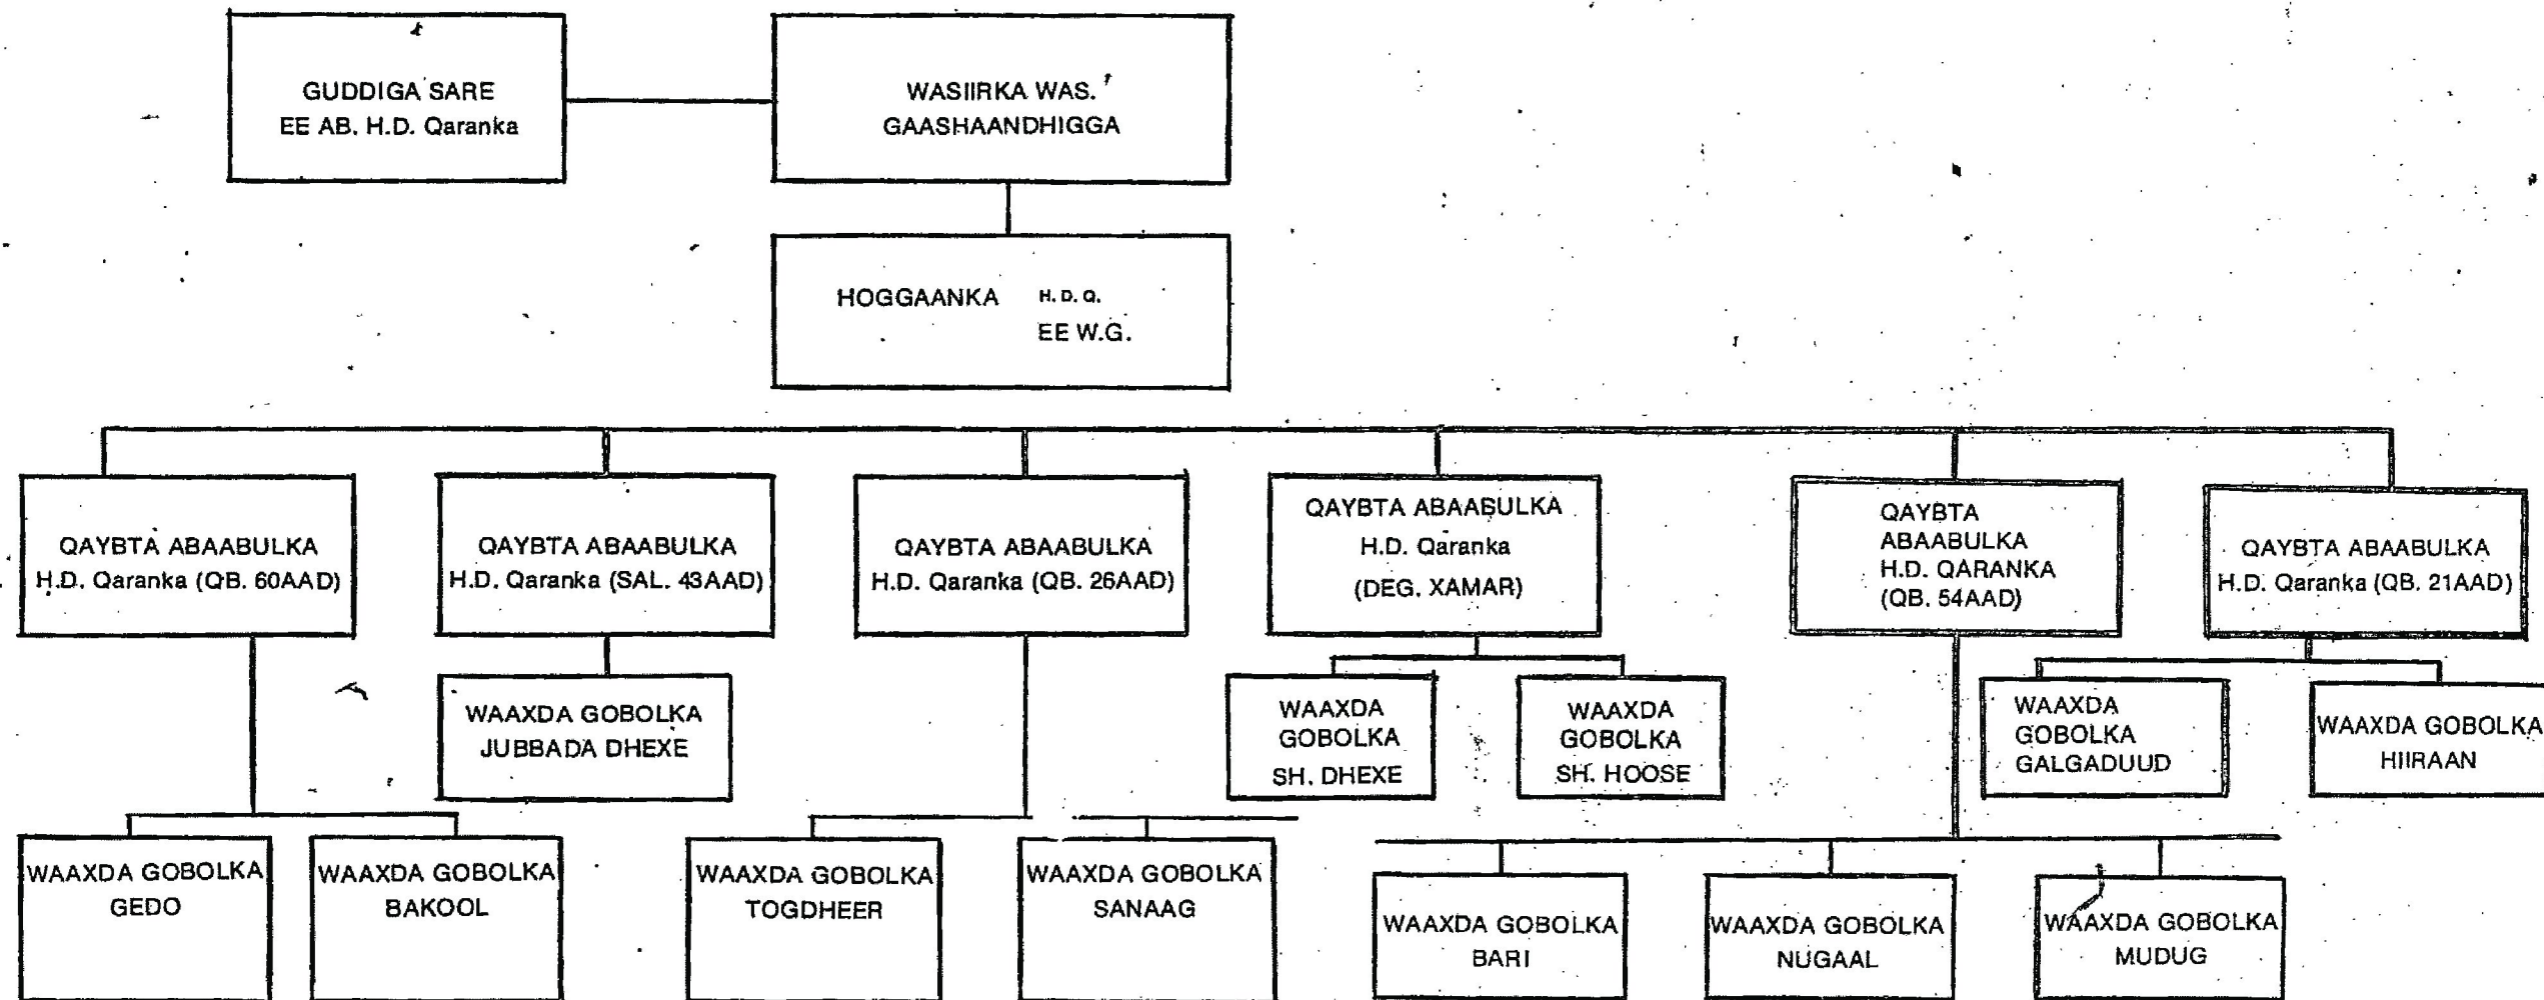 GUDDIGA SARE
EE AB. H.D. Qaranka
WASIIRKA WAS.
GAASHAANDHIGGA
HOGGAANKA H.D.Q.
EE W.G.
QAYBTA ABAABULKA
H.D. Qaranka (QB. 60AAD)
QAYBTA ABAABULKA
H.D. Qaranka (SAL. 43AAD)
QAYBTA ABAABULKA
H.D. Qaranka (QB. 26AAD)
QAYBTA ABAABULKA
H.D. Qaranka
(DEG. XAMAR)
QAYBTA
ABAABULKA
H.D. QARANKA
(QB. 54AAD)
QAYBTA ABAABULKA
H.D. Qaranka (QB. 21AAD)
WAAXDA GOBOLKA
JUBBADA DHEXE
WAAXDA
GOBOLKA
SH. DHEXE
WAAXDA
GOBOLKA
SH. HOOSE
WAAXDA
GOBOLKA
GALGADUUD
WAAXDA GOBOLKA
HIIRAAN
WAAXDA GOBOLKA
GEDO
WAAXDA GOBOLKA
BAKOOL
WAAXDA GOBOLKA
TOGDHEER
WAAXDA GOBOLKA
SANAAG
WAAXDA GOBOLKA
BARI
WAAXDA GOBOLKA
NUGAAL
WAAXDA GOBOLKA
MUDUG